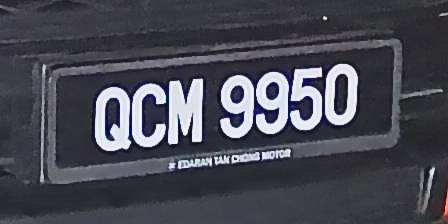 QCM 9950
EDARAN TAN CHONG MOTOR